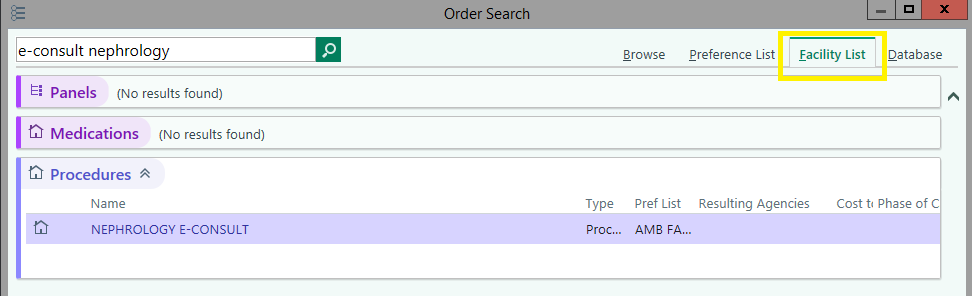 Order Search
e-consult nephrology
Browse Preference List Facility List Database
Panels (No results found)
Medications (No results found)
Procedures
Name Type Pref List Resulting Agencies Cost to Phase of C
NEPHROLOGY E-CONSULT Proc... AMB FA...